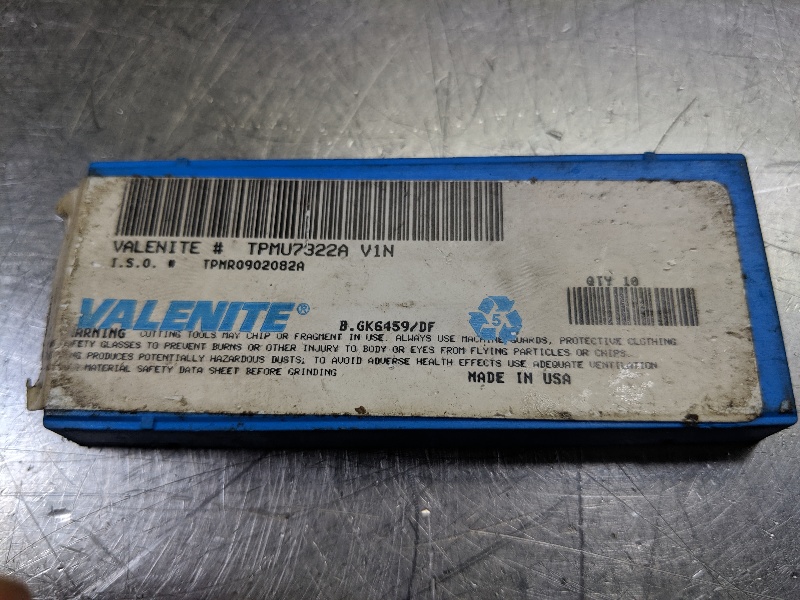 VALENITE # TPMU7322A V1N
I.S.O. # TPMR0902082A
QTY 10
VALENITE®
B.GK6459/DF
5
WARNING CUTTING TOOLS MAY CHIP OR FRAGMENT IN USE. ALWAYS USE MACHINE GUARDS, PROTECTIVE CLOTHING
FETY GLASSES TO PREVENT BURNS OR OTHER INJURY TO BODY OR EYES FROM FLYING PARTICLES OR CHIPS.
NG PRODUCES POTENTIALLY HAZARDOUS DUSTS; TO AVOID ADVERSE HEALTH EFFECTS USE ADEQUATE VENTILATION
MATERIAL SAFETY DATA SHEET BEFORE GRINDING
MADE IN USA